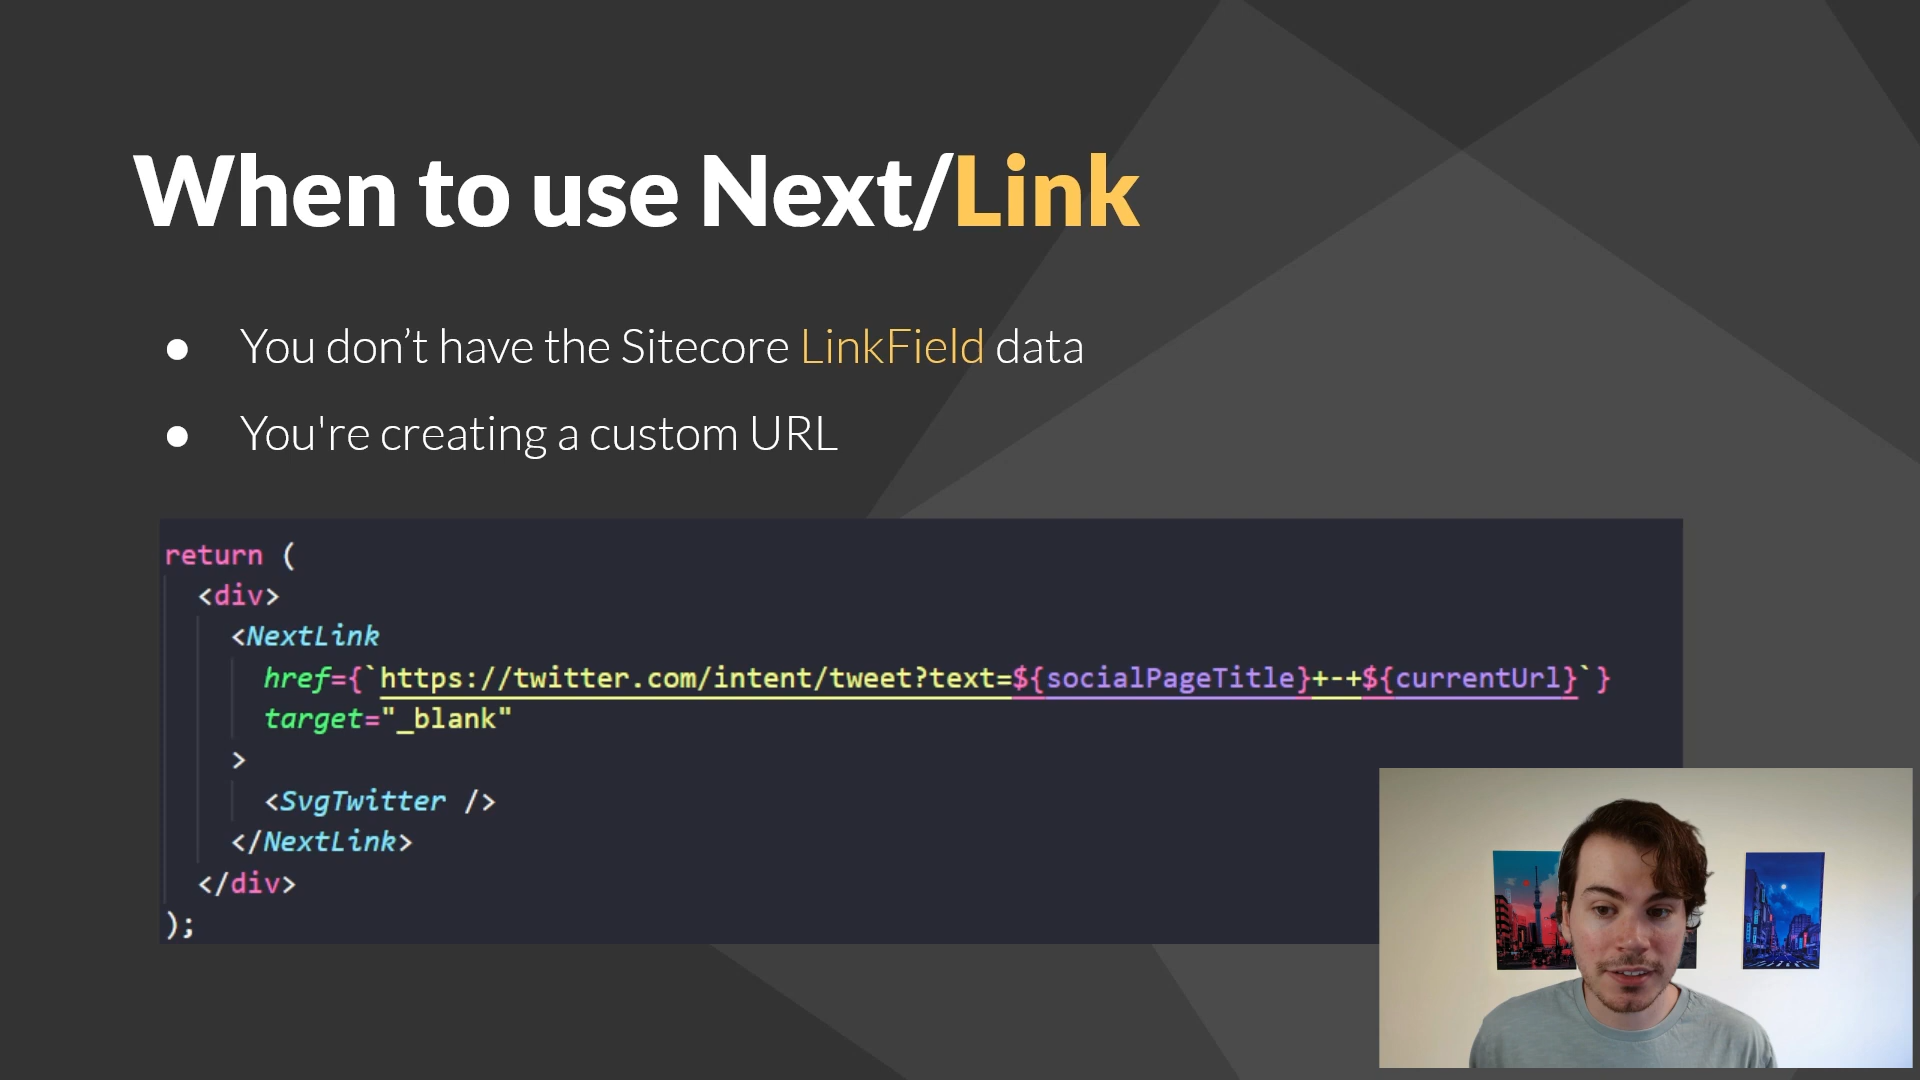 When to use Next/Link
● You don’t have the Sitecore LinkField data
● You're creating a custom URL
return (
<div>
<NextLink
href={`https://twitter.com/intent/tweet?text=${socialPageTitle}+-+${currentUrl}`}
target="_blank"
>
<SvgTwitter />
</NextLink>
</div>
);